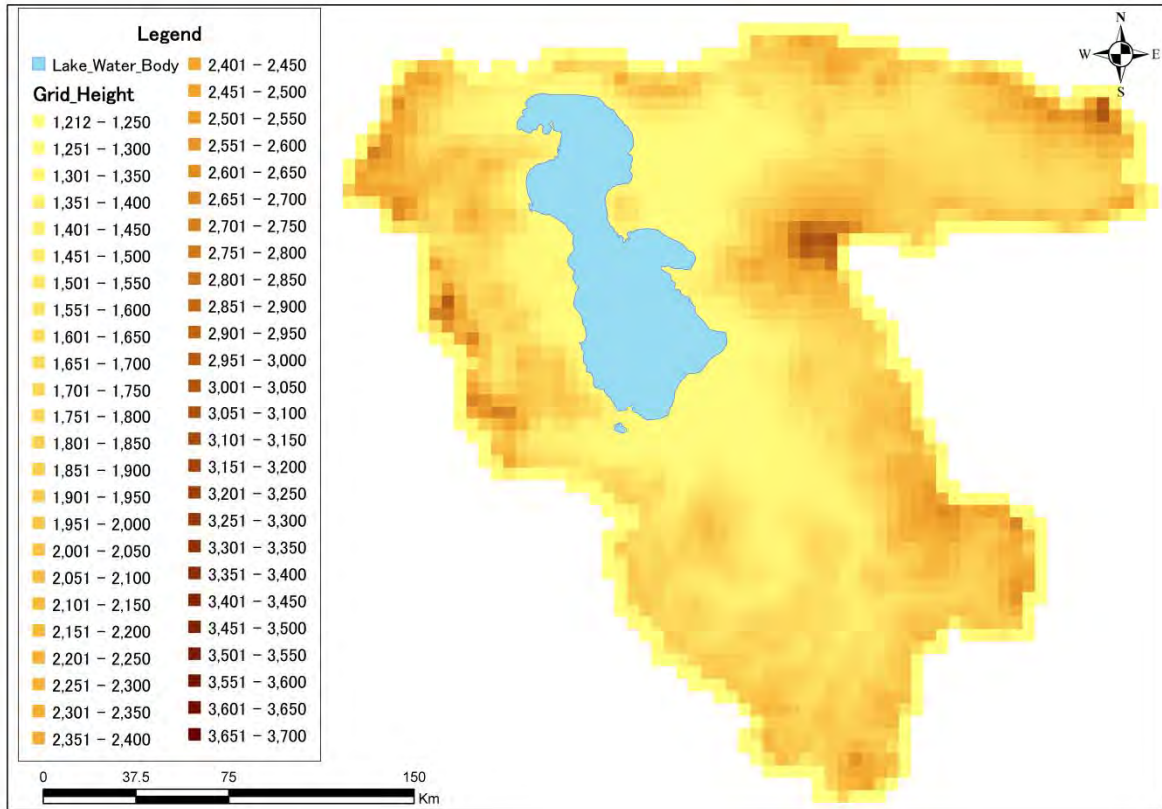 Legend
Lake_Water_Body
Grid_Height
1,212 - 1,250
1,251 - 1,300
1,301 - 1,350
1,351 - 1,400
1,401 - 1,450
1,451 - 1,500
1,501 - 1,550
1,551 - 1,600
1,601 - 1,650
1,651 - 1,700
1,701 - 1,750
1,751 - 1,800
1,801 - 1,850
1,851 - 1,900
1,901 - 1,950
1,951 - 2,000
2,001 - 2,050
2,051 - 2,100
2,101 - 2,150
2,151 - 2,200
2,201 - 2,250
2,251 - 2,300
2,301 - 2,350
2,351 - 2,400
2,401 - 2,450
2,451 - 2,500
2,501 - 2,550
2,551 - 2,600
2,601 - 2,650
2,651 - 2,700
2,701 - 2,750
2,751 - 2,800
2,801 - 2,850
2,851 - 2,900
2,901 - 2,950
2,951 - 3,000
3,001 - 3,050
3,051 - 3,100
3,101 - 3,150
3,151 - 3,200
3,201 - 3,250
3,251 - 3,300
3,301 - 3,350
3,351 - 3,400
3,401 - 3,450
3,451 - 3,500
3,501 - 3,550
3,551 - 3,600
3,601 - 3,650
3,651 - 3,700
N
W E
S
0 37.5 75 150
Km